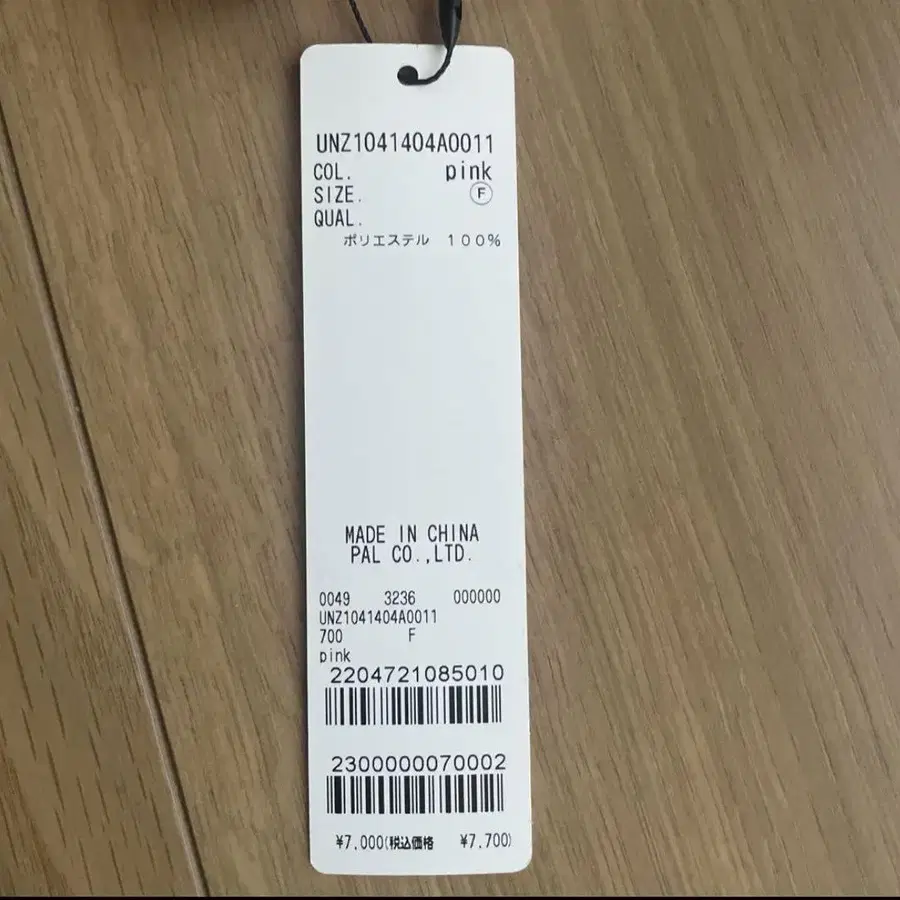 UNZ1041404A0011
COL. pink
SIZE. Ⓕ
QUAL.
ポリエステル １００％
MADE IN CHINA
PAL CO.,LTD.
0049 3236 000000
UNZ1041404A0011
700 F
pink
2204721085010
2300000070002
¥7,000(税込価格 ¥7,700)